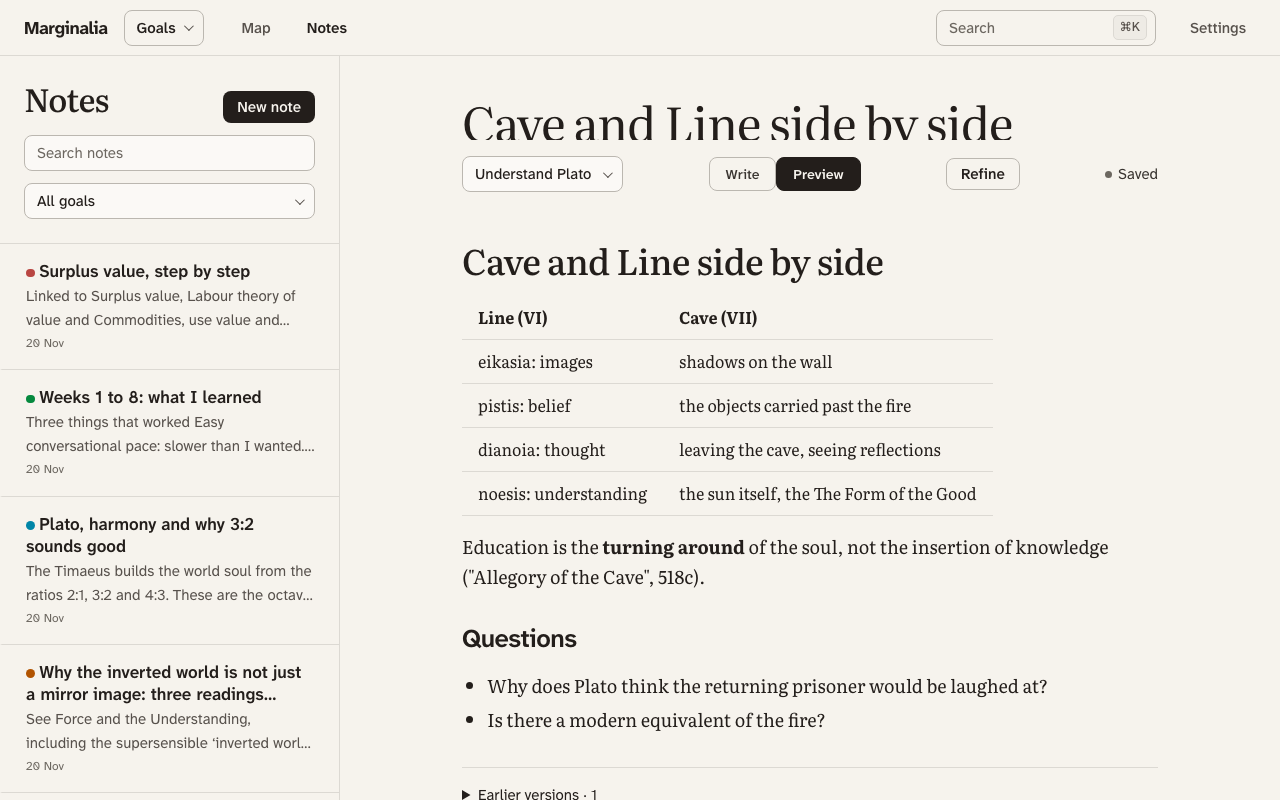 Marginalia
Goals
Map
Notes
Search
⌘K
Settings
Notes
New note
Search notes
All goals
Surplus value, step by step
Linked to Surplus value, Labour theory of
value and Commodities, use value and…
20 Nov
Weeks 1 to 8: what I learned
Three things that worked Easy
conversational pace: slower than I wanted.…
20 Nov
Plato, harmony and why 3:2
sounds good
The Timaeus builds the world soul from the
ratios 2:1, 3:2 and 4:3. These are the octav…
20 Nov
Why the inverted world is not just
a mirror image: three readings…
See Force and the Understanding,
including the supersensible ‘inverted worl…
20 Nov
Cave and Line side by side
Understand Plato
Write
Preview
Refine
Saved
Cave and Line side by side
Line (VI) Cave (VII)
eikasia: images shadows on the wall
pistis: belief the objects carried past the fire
dianoia: thought leaving the cave, seeing reflections
noesis: understanding the sun itself, the The Form of the Good
Education is the turning around of the soul, not the insertion of knowledge
("Allegory of the Cave", 518c).
Questions
• Why does Plato think the returning prisoner would be laughed at?
• Is there a modern equivalent of the fire?
Earlier versions · 1